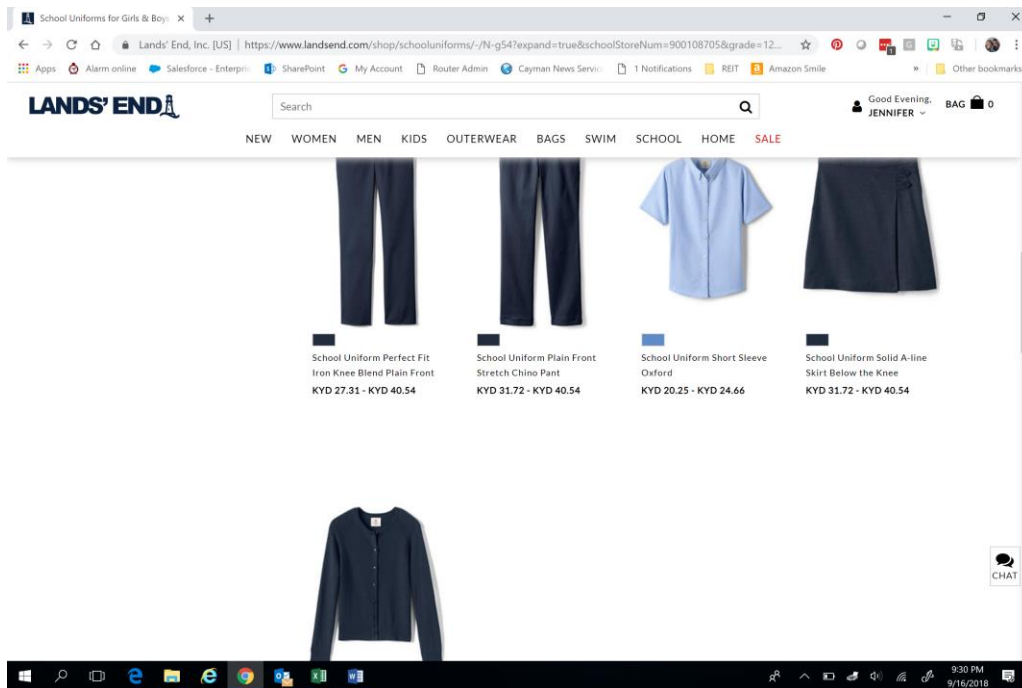 School Uniforms for Girls & Boys
Lands' End, Inc. [US] | https://www.landsend.com/shop/schooluniforms/-/N-g54?expand=true&schoolStoreNum=900108705&grade=12...
Apps Alarm online Salesforce - Enterpris SharePoint My Account Router Admin Cayman News Servic 1 Notifications REIT Amazon Smile » Other bookmarks
LANDS' END Search Good Evening, JENNIFER BAG 0
NEW WOMEN MEN KIDS OUTERWEAR BAGS SWIM SCHOOL HOME SALE
School Uniform Perfect Fit
Iron Knee Blend Plain Front
KYD 27.31 - KYD 40.54
School Uniform Plain Front
Stretch Chino Pant
KYD 31.72 - KYD 40.54
School Uniform Short Sleeve
Oxford
KYD 20.25 - KYD 24.66
School Uniform Solid A-line
Skirt Below the Knee
KYD 31.72 - KYD 40.54
CHAT
9:30 PM
9/16/2018